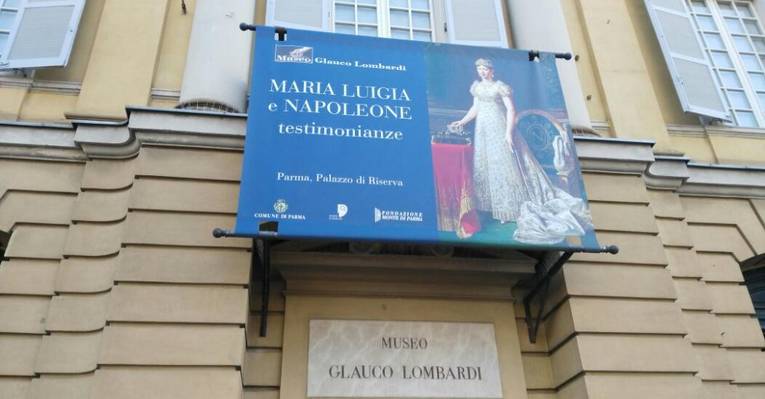 Museo Glauco Lombardi
MARIA LUIGIA
e NAPOLEONE
testimonianze
Parma, Palazzo di Riserva
COMUNE DI PARMA
FONDAZIONE
MONTE DI PARMA
MUSEO
GLAUCO LOMBARDI